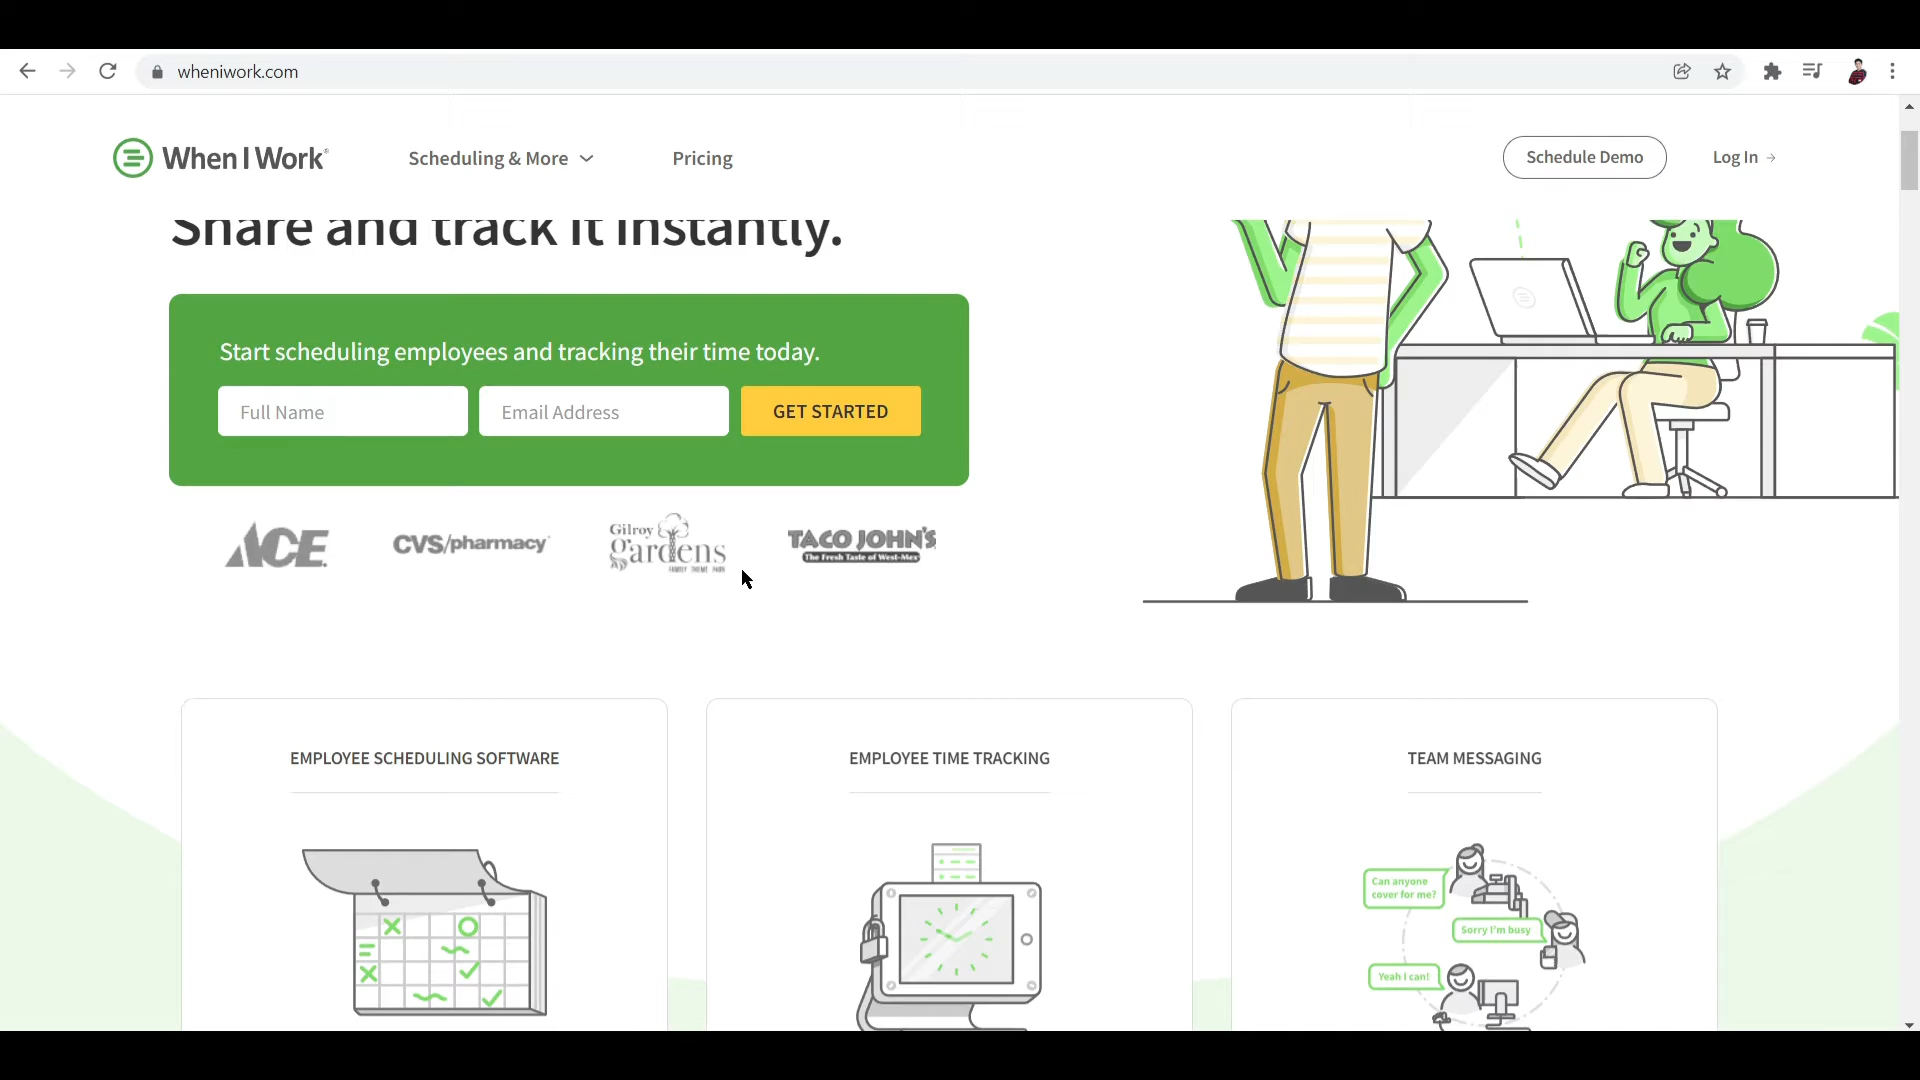 wheniwork.com
When I Work®
Scheduling & More
Pricing
Schedule Demo
Log In →
Share and track it instantly.
Start scheduling employees and tracking their time today.
Full Name
Email Address
GET STARTED
ACE
CVS/pharmacy
Gilroy
gardens
FAMILY THEME PARK
TACO JOHN'S
The Fresh Taste of West-Mex
EMPLOYEE SCHEDULING SOFTWARE
EMPLOYEE TIME TRACKING
TEAM MESSAGING
Can anyone
cover for me?
Sorry I'm busy
Yeah I can!